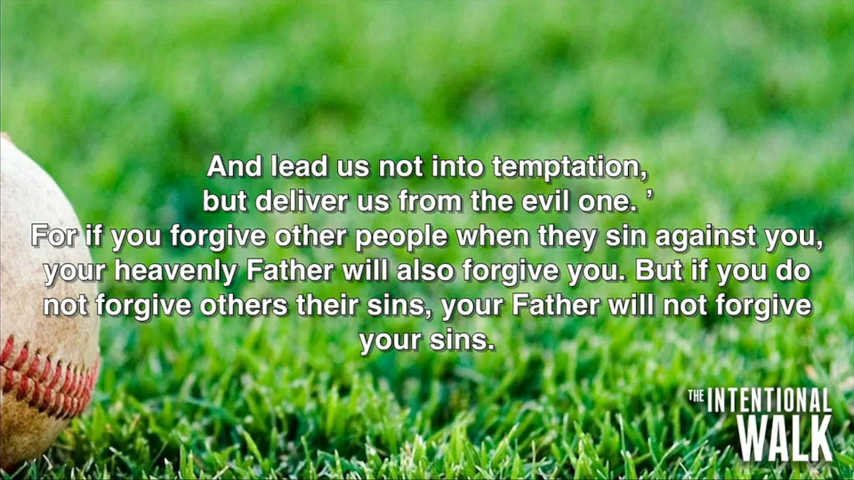 And lead us not into temptation,
but deliver us from the evil one. ’
For if you forgive other people when they sin against you,
your heavenly Father will also forgive you. But if you do
not forgive others their sins, your Father will not forgive
your sins.
THE INTENTIONAL
WALK